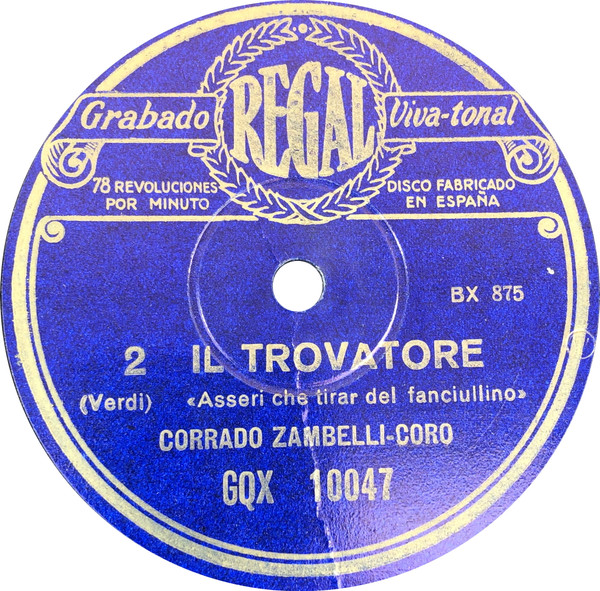 REGAL
Grabado Viva-tonal
78 REVOLUCIONES DISCO FABRICADO
POR MINUTO EN ESPAÑA
BX 875
2 IL TROVATORE
(Verdi) «Asseri che tirar del fanciullino»
CORRADO ZAMBELLI-CORO
GQX 10047